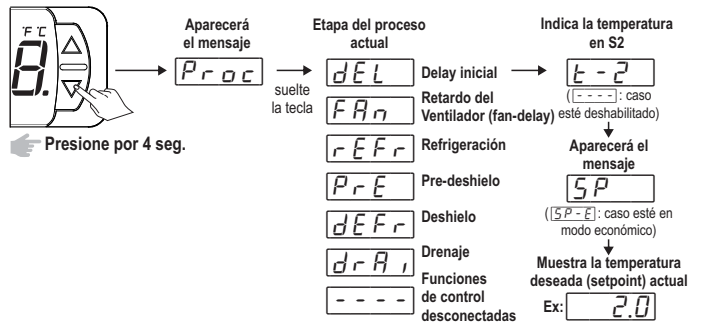 °F °C
8.
Presione por 4 seg.
Aparecerá
el mensaje
Proc
suelte
la tecla
Etapa del proceso
actual
dEL Delay inicial
FAn Retardo del
Ventilador (fan-delay)
rEFr Refrigeración
PrE Pre-deshielo
dEFr Deshielo
drAi Drenaje
- - - - Funciones
de control
desconectadas
Indica la temperatura
en S2
t-2
(- - - - : caso
esté deshabilitado)
Aparecerá el
mensaje
SP
(SP-E : caso esté en
modo económico)
Muestra la temperatura
deseada (setpoint) actual
Ex: 2.0